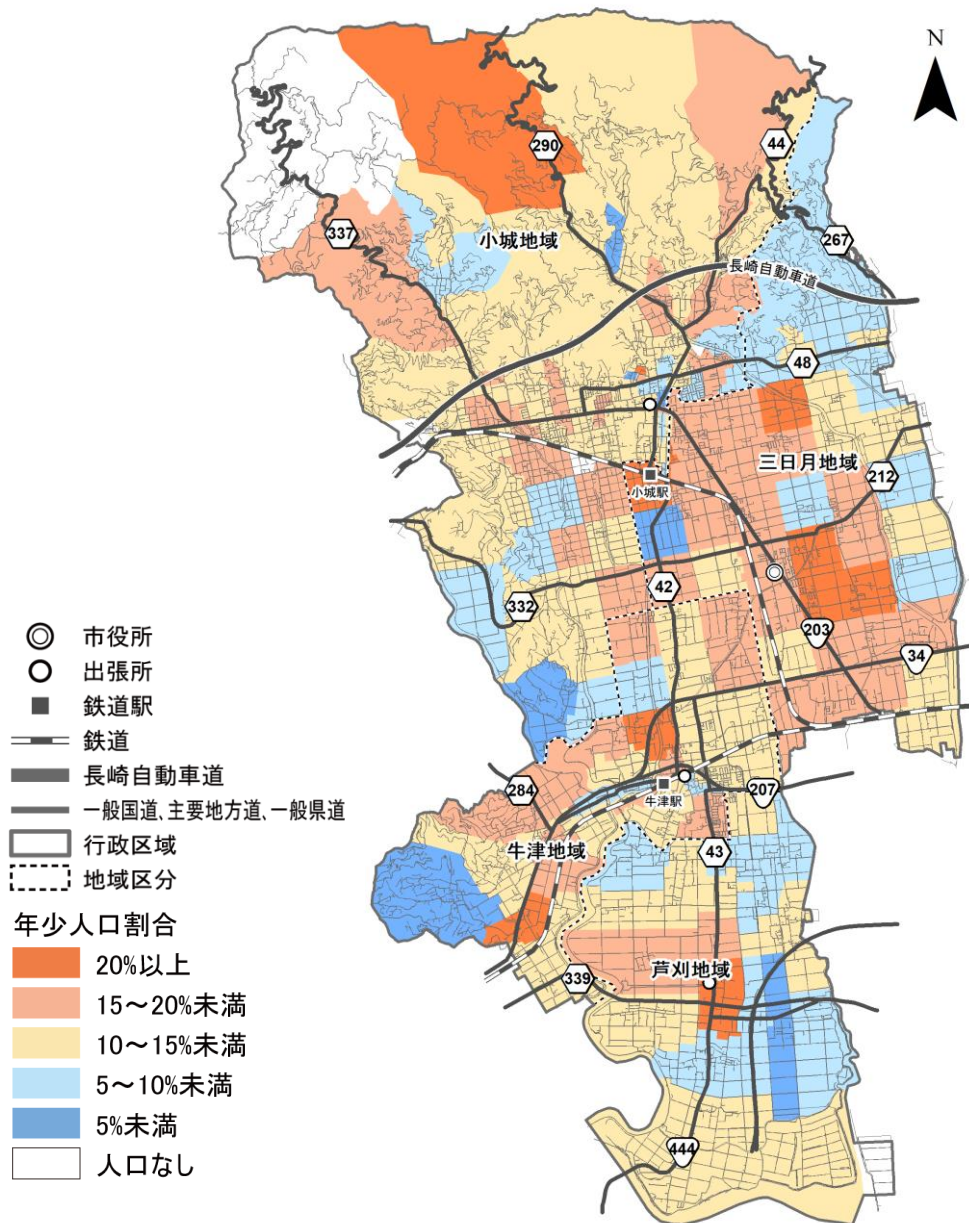 N
290
44
337
小城地域
267
長崎自動車道
48
三日月地域
212
小城駅
332
42
203
34
284
牛津駅
207
牛津地域
43
339
芦刈地域
444
市役所
出張所
鉄道駅
鉄道
長崎自動車道
一般国道、主要地方道、一般県道
行政区域
地域区分
年少人口割合
20%以上
15~20%未満
10~15%未満
5~10%未満
5%未満
人口なし